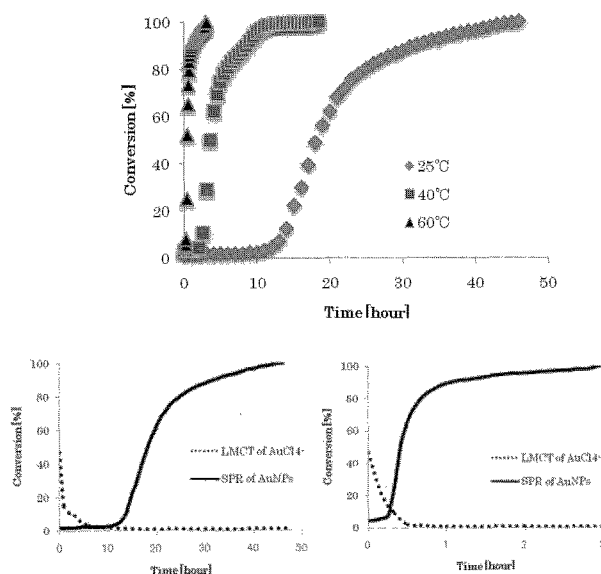 Conversion [%]
100
80
60
40
20
0
25℃
40℃
60℃
0 10 20 30 40 50
Time [hour]
Conversion [%]
100
80
60
40
20
0
LMCT of AuCl4-
SPR of AuNPs
0 10 20 30 40 50
Time [hour]
Conversion [%]
100
80
60
40
20
0
LMCT of AuCl4-
SPR of AuNPs
0 1 2 3
Time [hour]